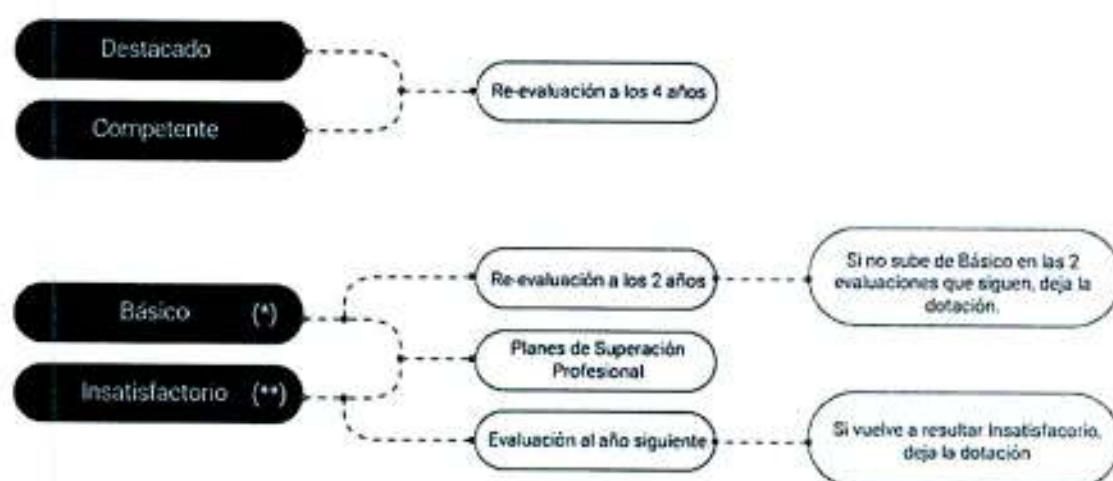 Destacado
Re-evaluación a los 4 años
Competente
Re-evaluación a los 2 años
Si no sube de Básico en las 2
evaluaciones que siguen, deja la
dotación.
Básico (*)
Planes de Superación
Profesional
Insatisfactorio (**)
Evaluación al año siguiente
Si vuelve a resultar Insatisfacorio,
deja la dotación